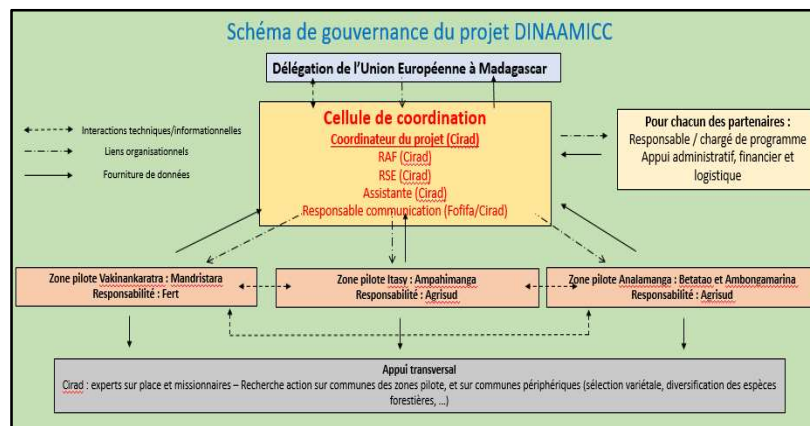 Schéma de gouvernance du projet DINAAMICC
Délégation de l'Union Européenne à Madagascar
Interactions techniques/informationnelles
Liens organisationnels
Fourniture de données
Cellule de coordination
Coordinateur du projet (Cirad)
RAF (Cirad)
RSE (Cirad)
Assistante (Cirad)
Responsable communication (Fofifa/Cirad)
Pour chacun des partenaires :
Responsable / chargé de programme
Appui administratif, financier et
logistique
Zone pilote Vakinankaratra : Mandristara
Responsabilité : Fert
Zone pilote Itasy : Ampahimanga
Responsabilité : Agrisud
Zone pilote Analamanga : Betatao et Ambongamarina
Responsabilité : Agrisud
Appui transversal
Cirad : experts sur place et missionnaires – Recherche action sur communes des zones pilote, et sur communes périphériques (sélection variétale, diversification des espèces
forestières, ...)